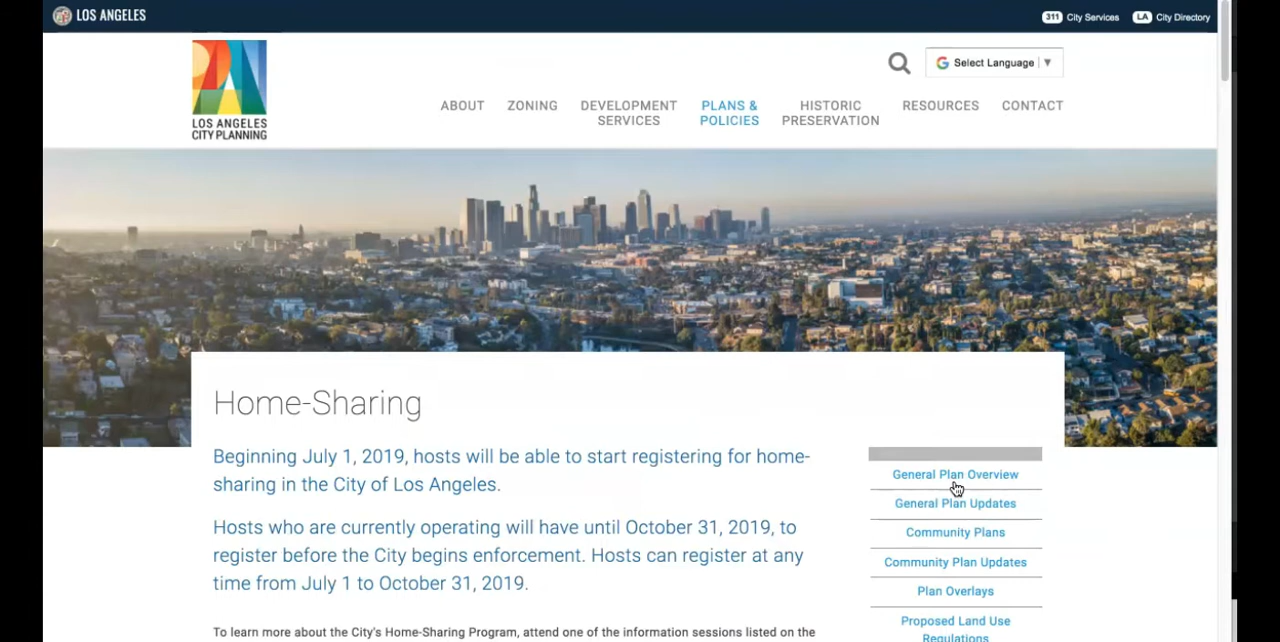 LOS ANGELES
311 City Services LA City Directory
LOS ANGELES
CITY PLANNING
Select Language ▼
ABOUT ZONING DEVELOPMENT SERVICES PLANS & POLICIES HISTORIC PRESERVATION RESOURCES CONTACT
Home-Sharing
Beginning July 1, 2019, hosts will be able to start registering for home-
sharing in the City of Los Angeles.
Hosts who are currently operating will have until October 31, 2019, to
register before the City begins enforcement. Hosts can register at any
time from July 1 to October 31, 2019.
To learn more about the City's Home-Sharing Program, attend one of the information sessions listed on the
General Plan Overview
General Plan Updates
Community Plans
Community Plan Updates
Plan Overlays
Proposed Land Use
Regulations